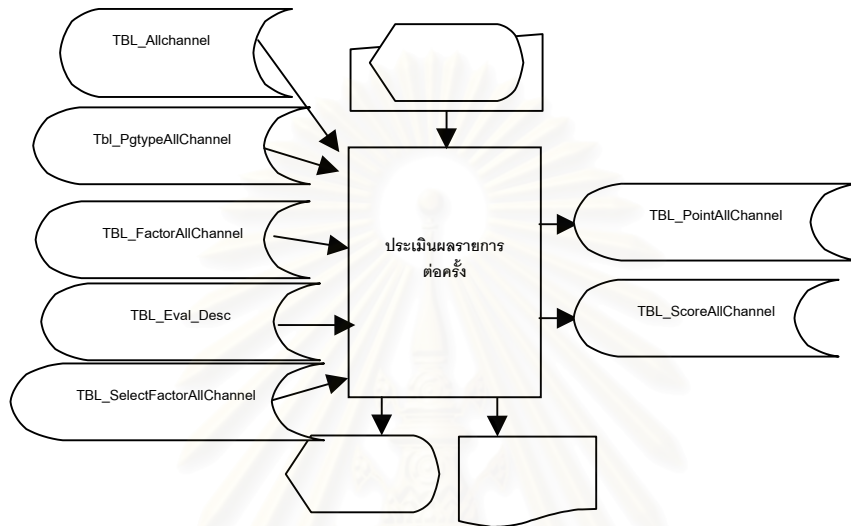 TBL_Allchannel
Tbl_PgtypeAllChannel
TBL_FactorAllChannel
TBL_Eval_Desc
TBL_SelectFactorAllChannel
ประเมินผลรายการ
ต่อครั้ง
TBL_PointAllChannel
TBL_ScoreAllChannel